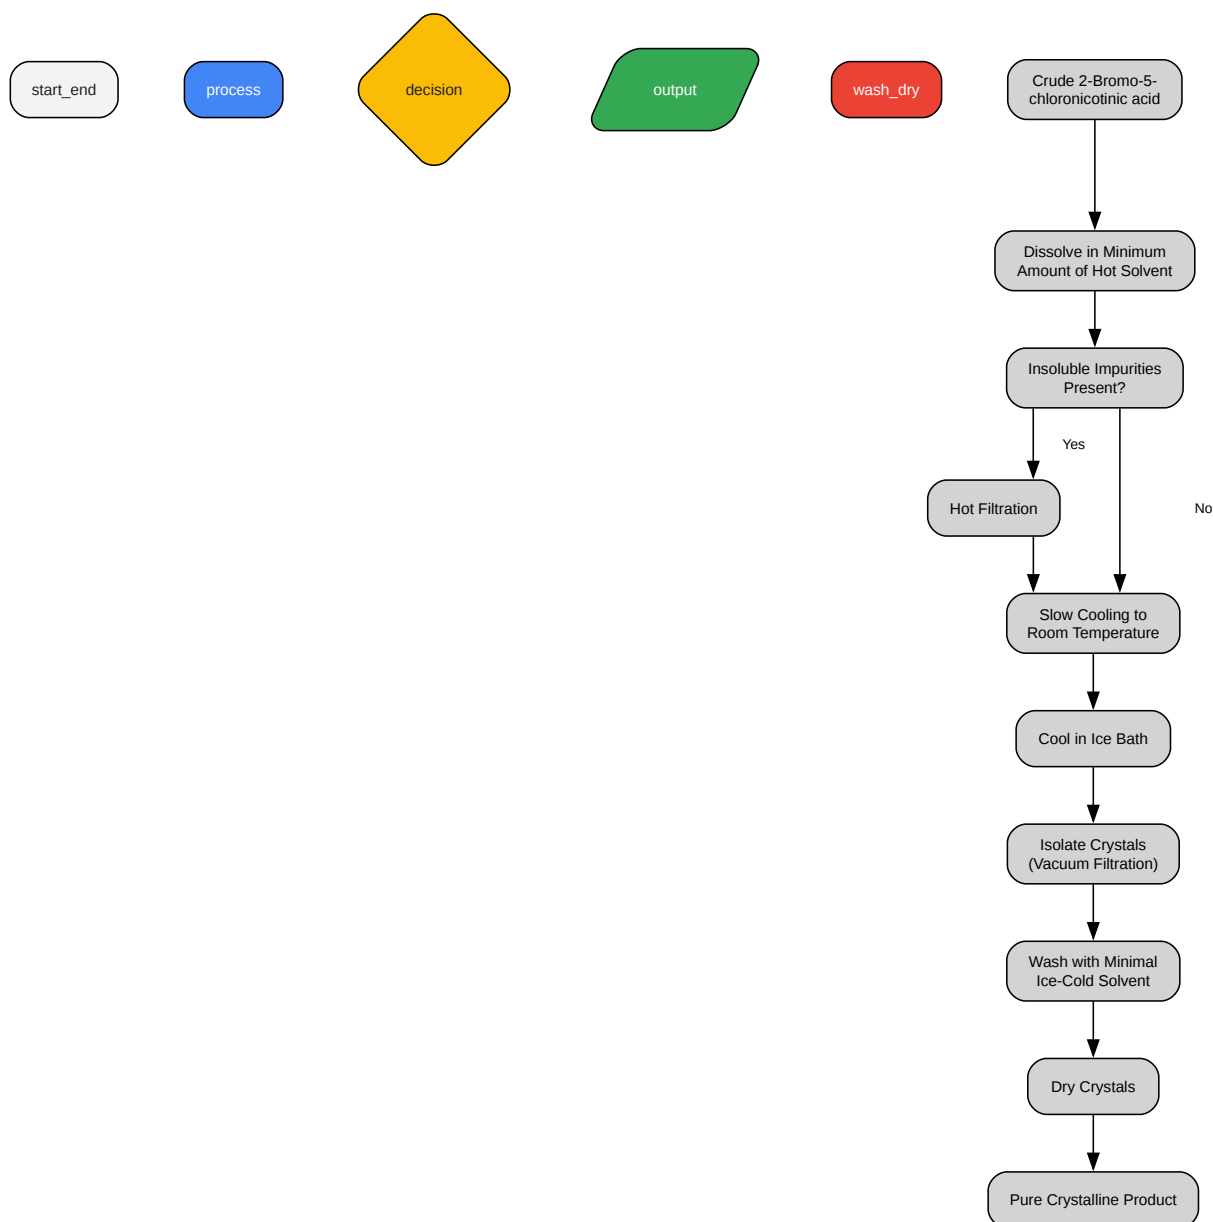 start_end
process
decision
output
wash_dry
Crude 2-Bromo-5-
chloronicotinic acid
Dissolve in Minimum
Amount of Hot Solvent
Insoluble Impurities
Present?
Yes
Hot Filtration
No
Slow Cooling to
Room Temperature
Cool in Ice Bath
Isolate Crystals
(Vacuum Filtration)
Wash with Minimal
Ice-Cold Solvent
Dry Crystals
Pure Crystalline Product